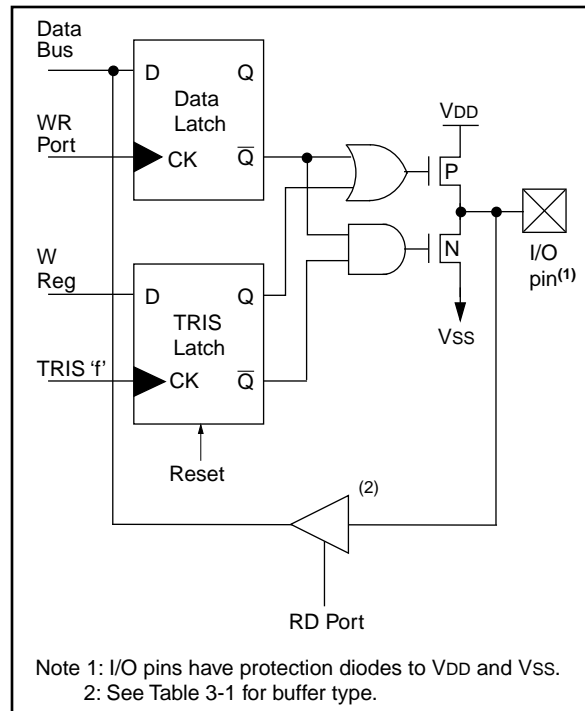 Data
Bus
D
Q
Data
Latch
WR
Port
CK
Q
VDD
P
N
I/O
pin(1)
VSS
W
Reg
D
Q
TRIS
Latch
TRIS 'f'
CK
Q
Reset
(2)
RD Port
Note 1: I/O pins have protection diodes to VDD and VSS.
2: See Table 3-1 for buffer type.